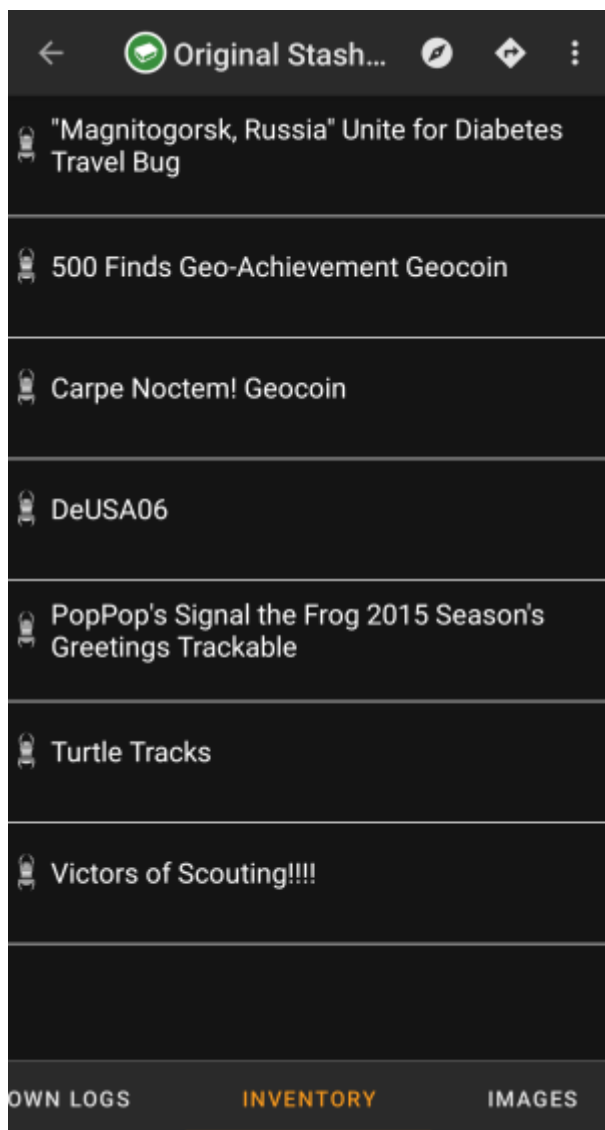 Original Stash...
"Magnitogorsk, Russia" Unite for Diabetes
Travel Bug
500 Finds Geo-Achievement Geocoin
Carpe Noctem! Geocoin
DeUSA06
PopPop's Signal the Frog 2015 Season's
Greetings Trackable
Turtle Tracks
Victors of Scouting!!!!
OWN LOGS INVENTORY IMAGES